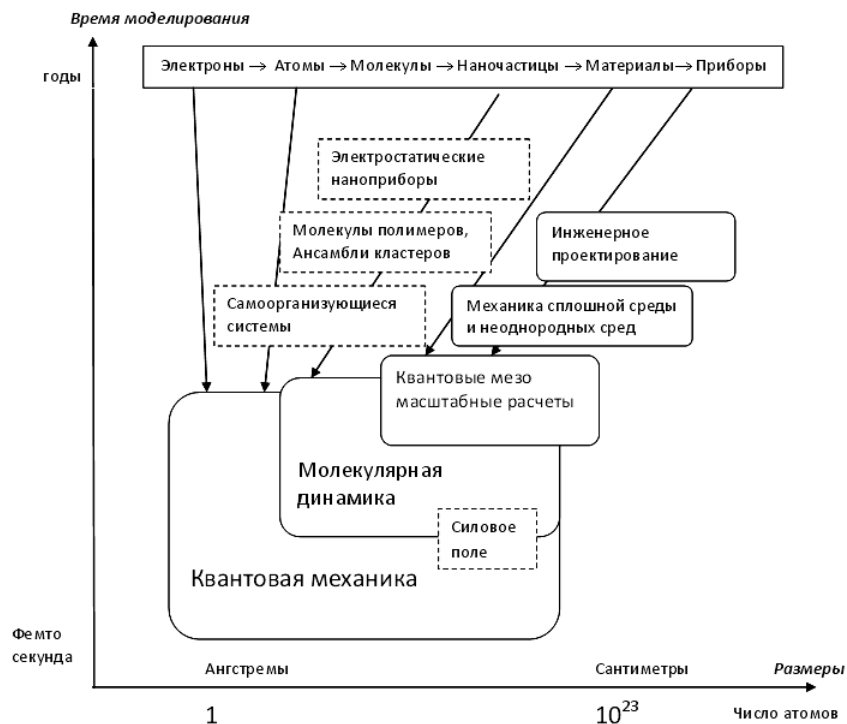 Время моделирования
годы
Электроны → Атомы → Молекулы → Наночастицы → Материалы → Приборы
Электростатические
наноприборы
Молекулы полимеров,
Ансамбли кластеров
Инженерное
проектирование
Самоорганизующиеся
системы
Механика сплошной среды
и неоднородных сред
Квантовые мезо
масштабные расчеты
Молекулярная
динамика
Силовое
поле
Квантовая механика
Фемто
секунда
Ангстремы
Сантиметры
Размеры
1
10²³
Число атомов